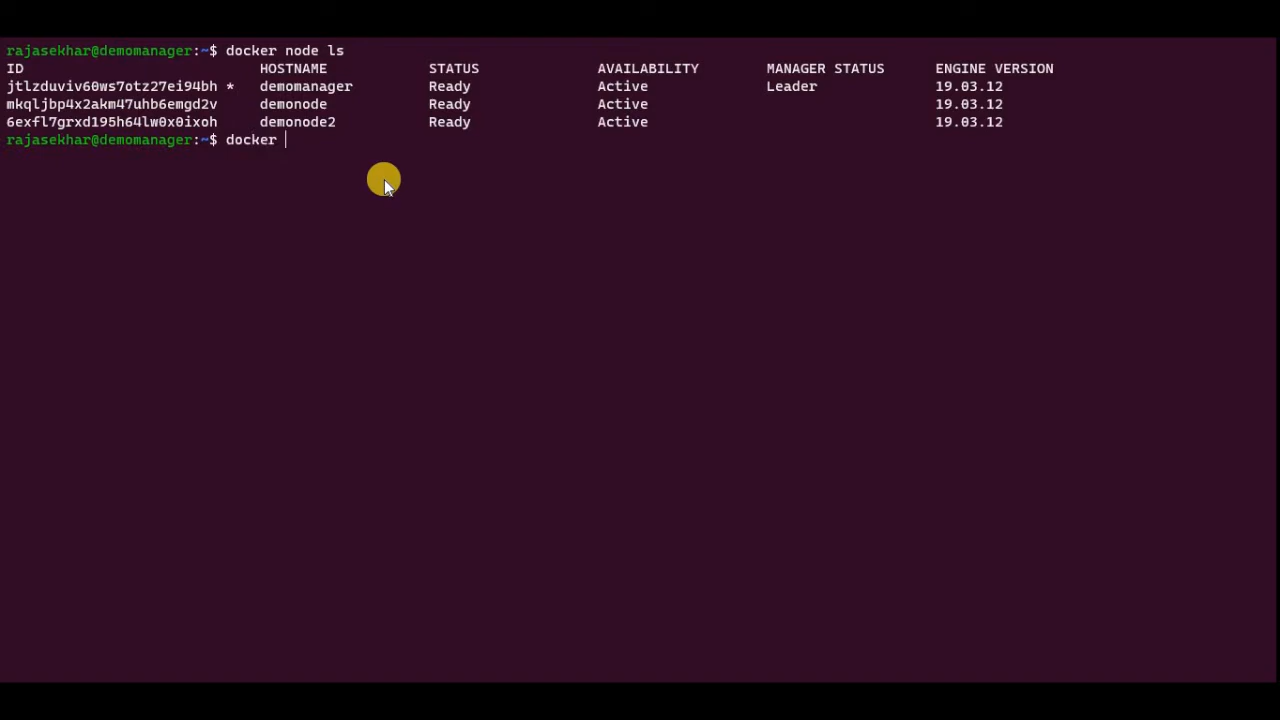 rajasekhar@demomanager:~$ docker node ls
ID HOSTNAME STATUS AVAILABILITY MANAGER STATUS ENGINE VERSION
jtlzduviv60ws7otz27ei94bh * demomanager Ready Active Leader 19.03.12
mkqljbp4x2akm47uhb6emgd2v demonode Ready Active 19.03.12
6exfl7grxd195h64lw0x0ixoh demonode2 Ready Active 19.03.12
rajasekhar@demomanager:~$ docker